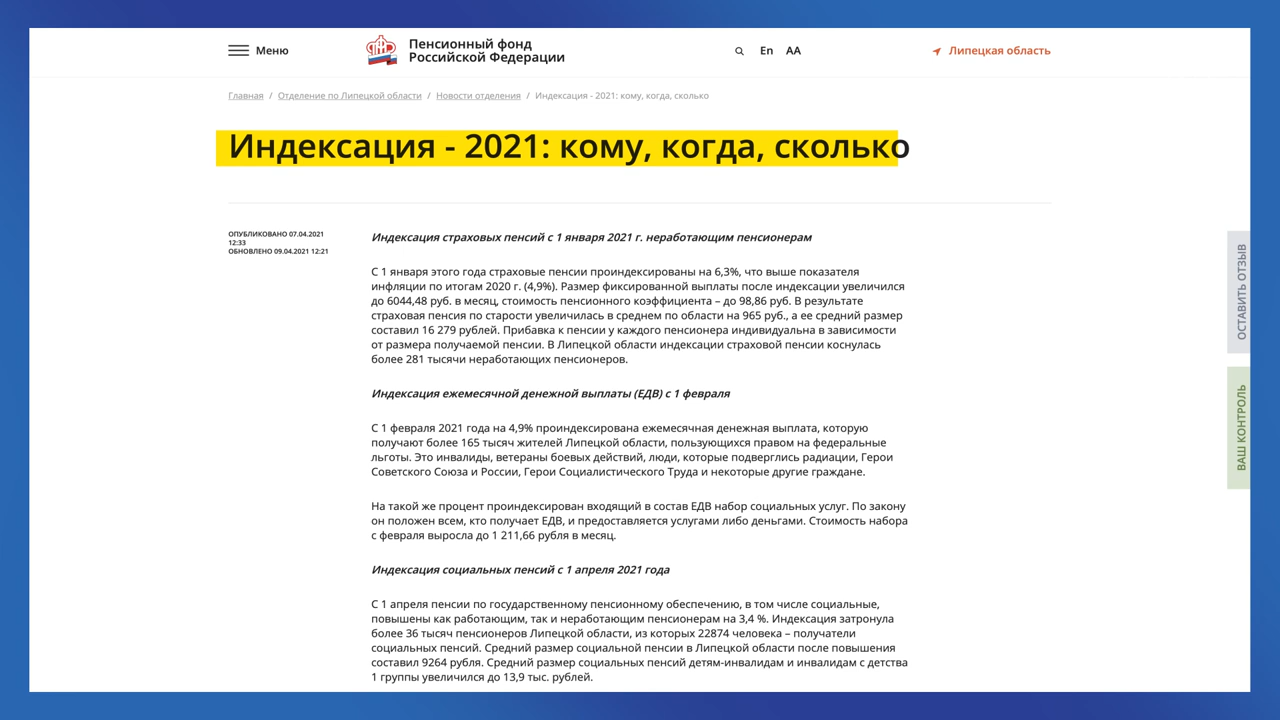 Меню
Пенсионный фонд
Российской Федерации
En
AA
Липецкая область
Главная / Отделение по Липецкой области / Новости отделения / Индексация - 2021: кому, когда, сколько
Индексация - 2021: кому, когда, сколько
ОПУБЛИКОВАНО 07.04.2021
12:33
ОБНОВЛЕНО 09.04.2021 12:21
Индексация страховых пенсий с 1 января 2021 г. неработающим пенсионерам
С 1 января этого года страховые пенсии проиндексированы на 6,3%, что выше показателя
инфляции по итогам 2020 г. (4,9%). Размер фиксированной выплаты после индексации увеличился
до 6044,48 руб. в месяц, стоимость пенсионного коэффициента – до 98,86 руб. В результате
страховая пенсия по старости увеличилась в среднем по области на 965 руб., а ее средний размер
составил 16 279 рублей. Прибавка к пенсии у каждого пенсионера индивидуальна в зависимости
от размера получаемой пенсии. В Липецкой области индексации страховой пенсии коснулась
более 281 тысячи неработающих пенсионеров.
Индексация ежемесячной денежной выплаты (ЕДВ) с 1 февраля
С 1 февраля 2021 года на 4,9% проиндексирована ежемесячная денежная выплата, которую
получают более 165 тысяч жителей Липецкой области, пользующихся правом на федеральные
льготы. Это инвалиды, ветераны боевых действий, люди, которые подверглись радиации, Герои
Советского Союза и России, Герои Социалистического Труда и некоторые другие граждане.
На такой же процент проиндексирован входящий в состав ЕДВ набор социальных услуг. По закону
он положен всем, кто получает ЕДВ, и предоставляется услугами либо деньгами. Стоимость набора
с февраля выросла до 1 211,66 рубля в месяц.
Индексация социальных пенсий с 1 апреля 2021 года
С 1 апреля пенсии по государственному пенсионному обеспечению, в том числе социальные,
повышены как работающим, так и неработающим пенсионерам на 3,4 %. Индексация затронула
более 36 тысяч пенсионеров Липецкой области, из которых 22874 человека – получатели
социальных пенсий. Средний размер социальной пенсии в Липецкой области после повышения
составил 9264 рубля. Средний размер социальных пенсий детям-инвалидам и инвалидам с детства
1 группы увеличился до 13,9 тыс. рублей.
ОСТАВИТЬ ОТЗЫВ
ВАШ КОНТРОЛЬ